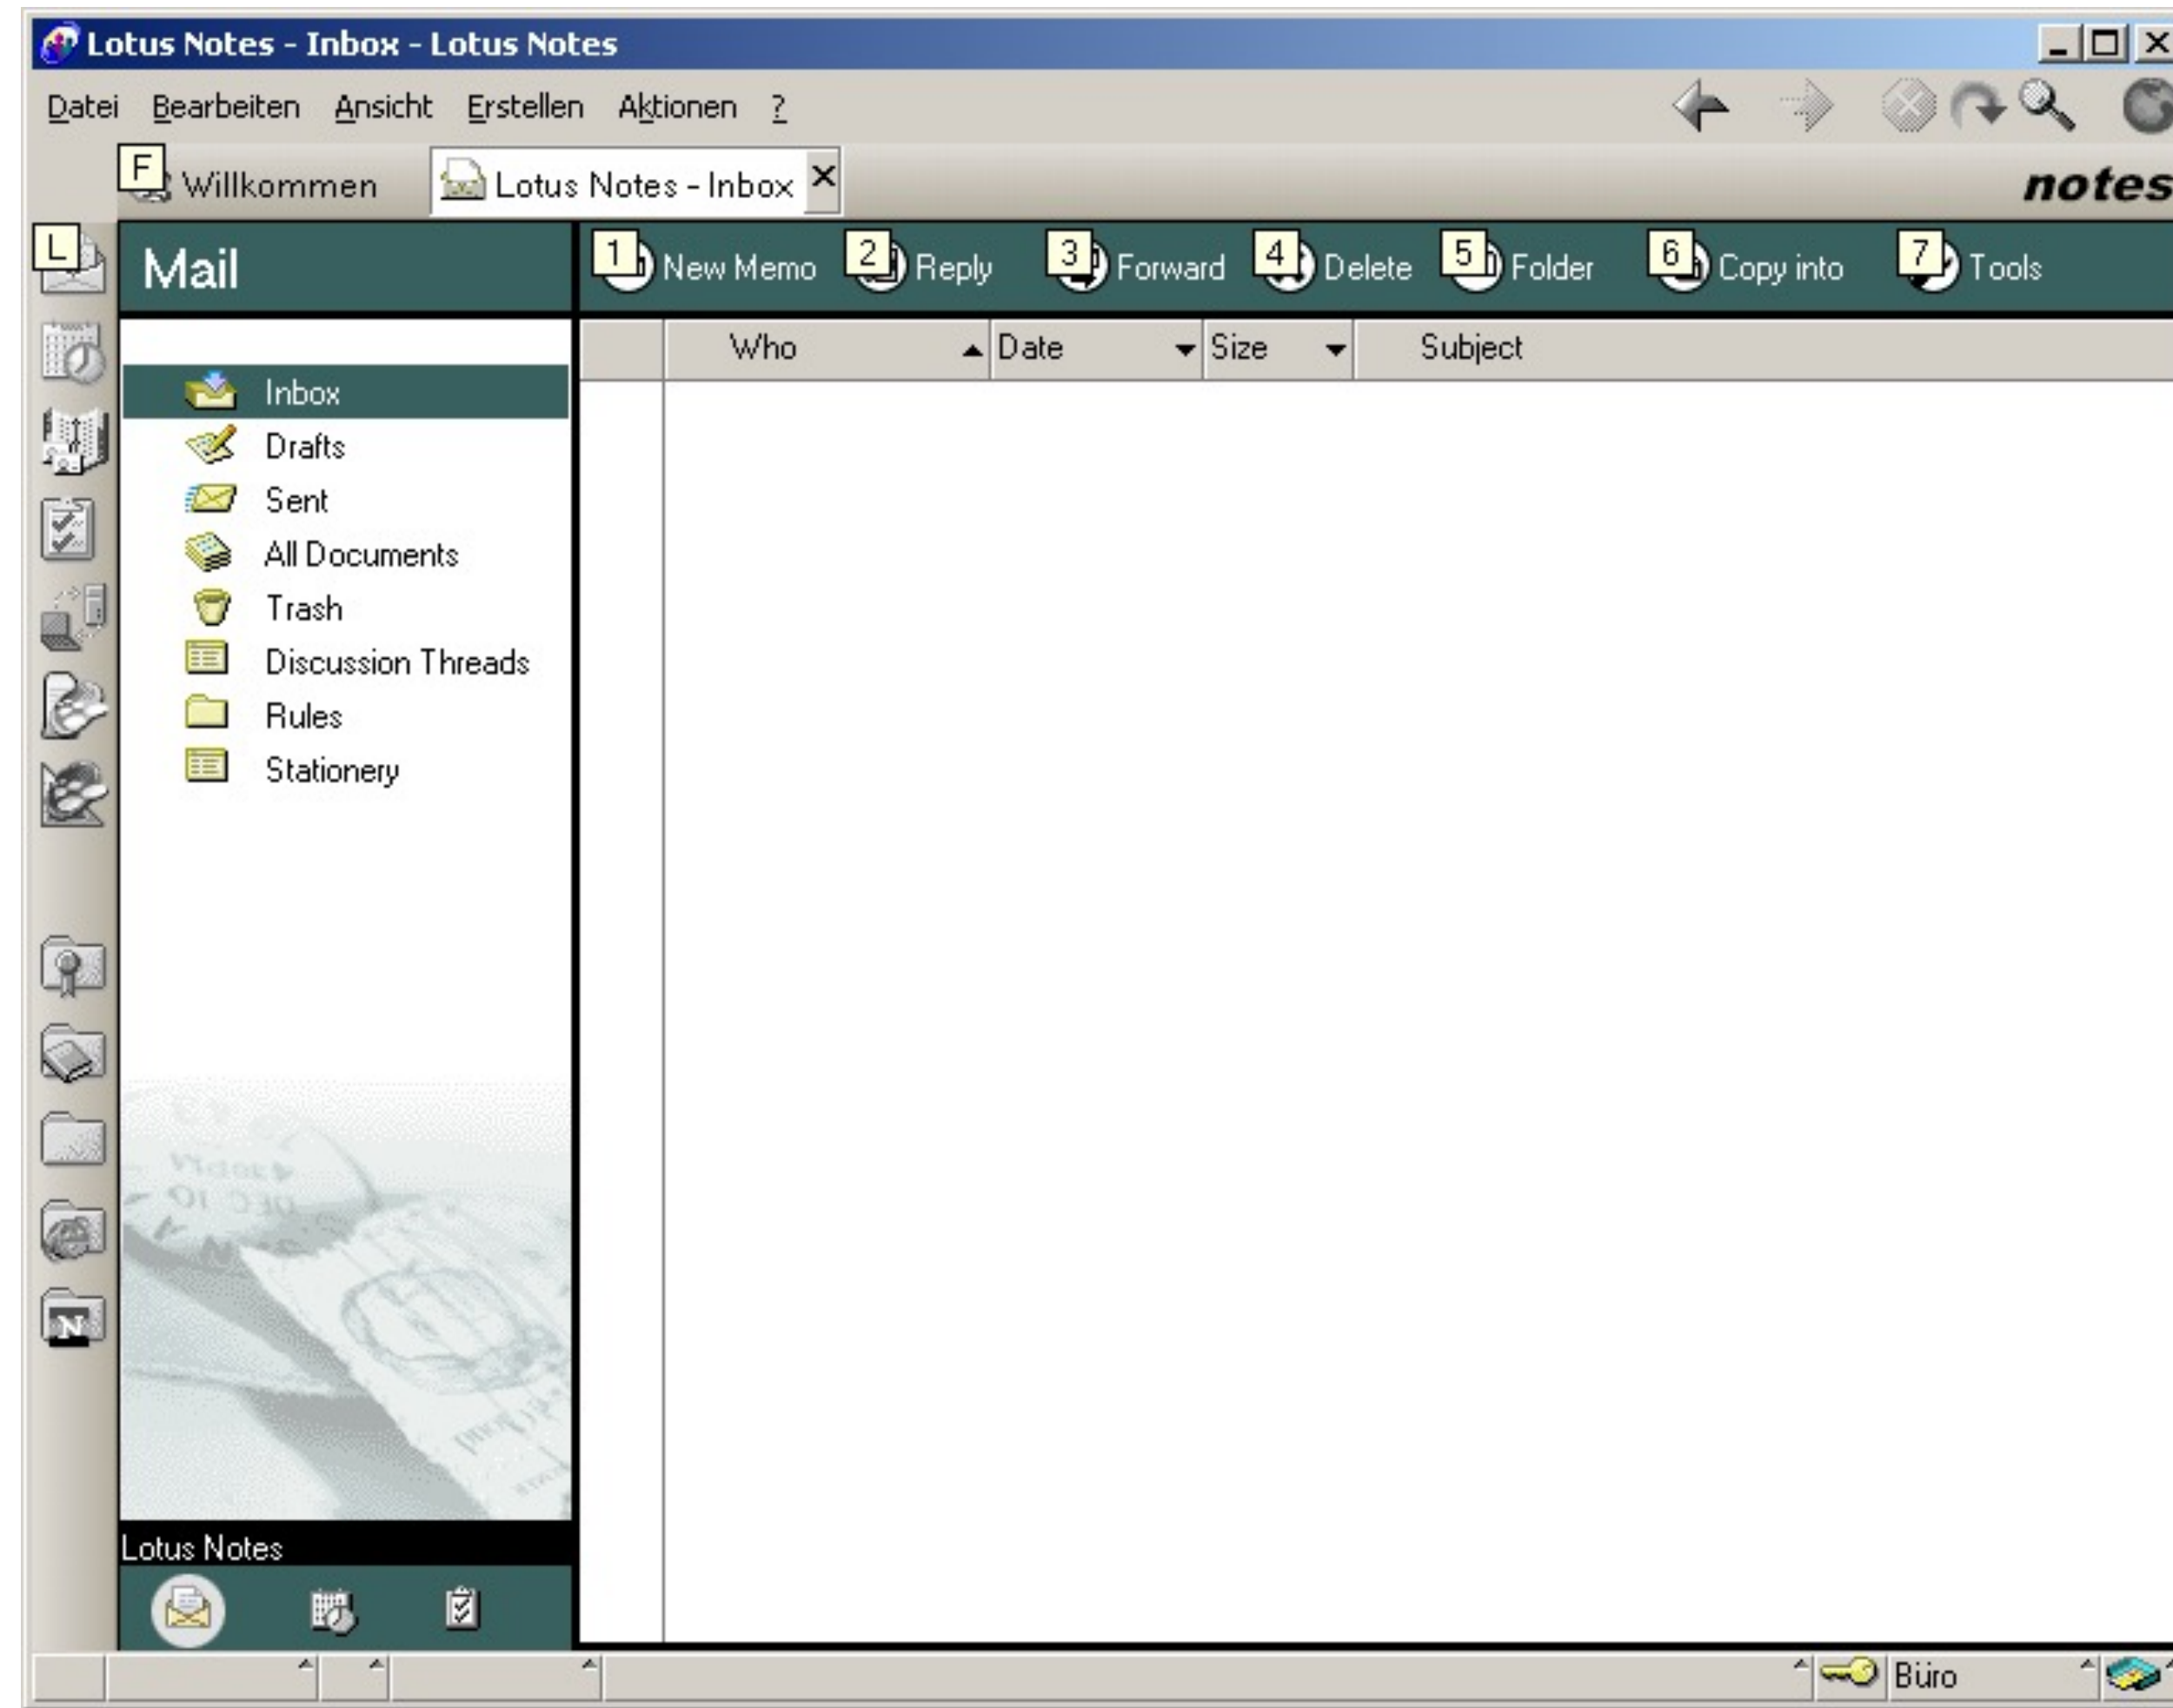 Lotus Notes - Inbox - Lotus Notes
Datei Bearbeiten Ansicht Erstellen Aktionen ?
F Willkommen Lotus Notes - Inbox notes
L Mail 1 New Memo 2 Reply 3 Forward 4 Delete 5 Folder 6 Copy into 7 Tools
Who Date Size Subject
Inbox
Drafts
Sent
All Documents
Trash
Discussion Threads
Rules
Stationery
N
DEC 10
Lotus Notes
Büro